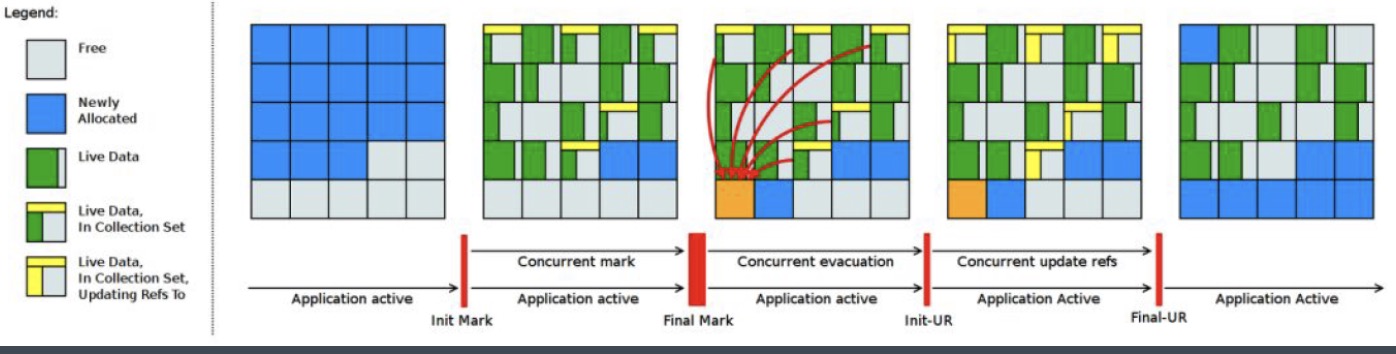 Legend:
Free
Newly
Allocated
Live Data
Live Data,
In Collection Set
Live Data,
In Collection Set,
Updating Refs To
Concurrent mark
Concurrent evacuation
Concurrent update refs
Application active
Application active
Application active
Application Active
Application Active
Init Mark
Final Mark
Init-UR
Final-UR